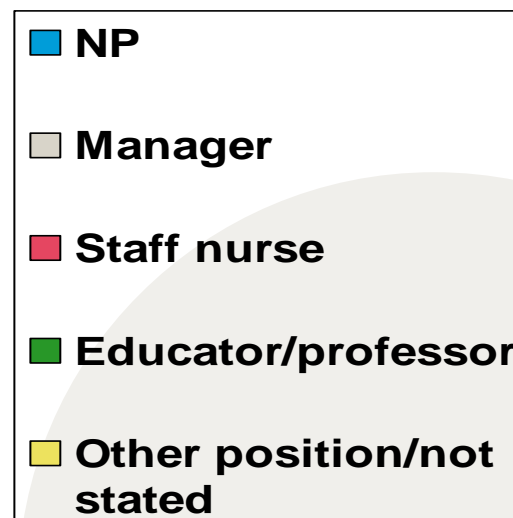 NP
Manager
Staff nurse
Educator/professor
Other position/not
stated